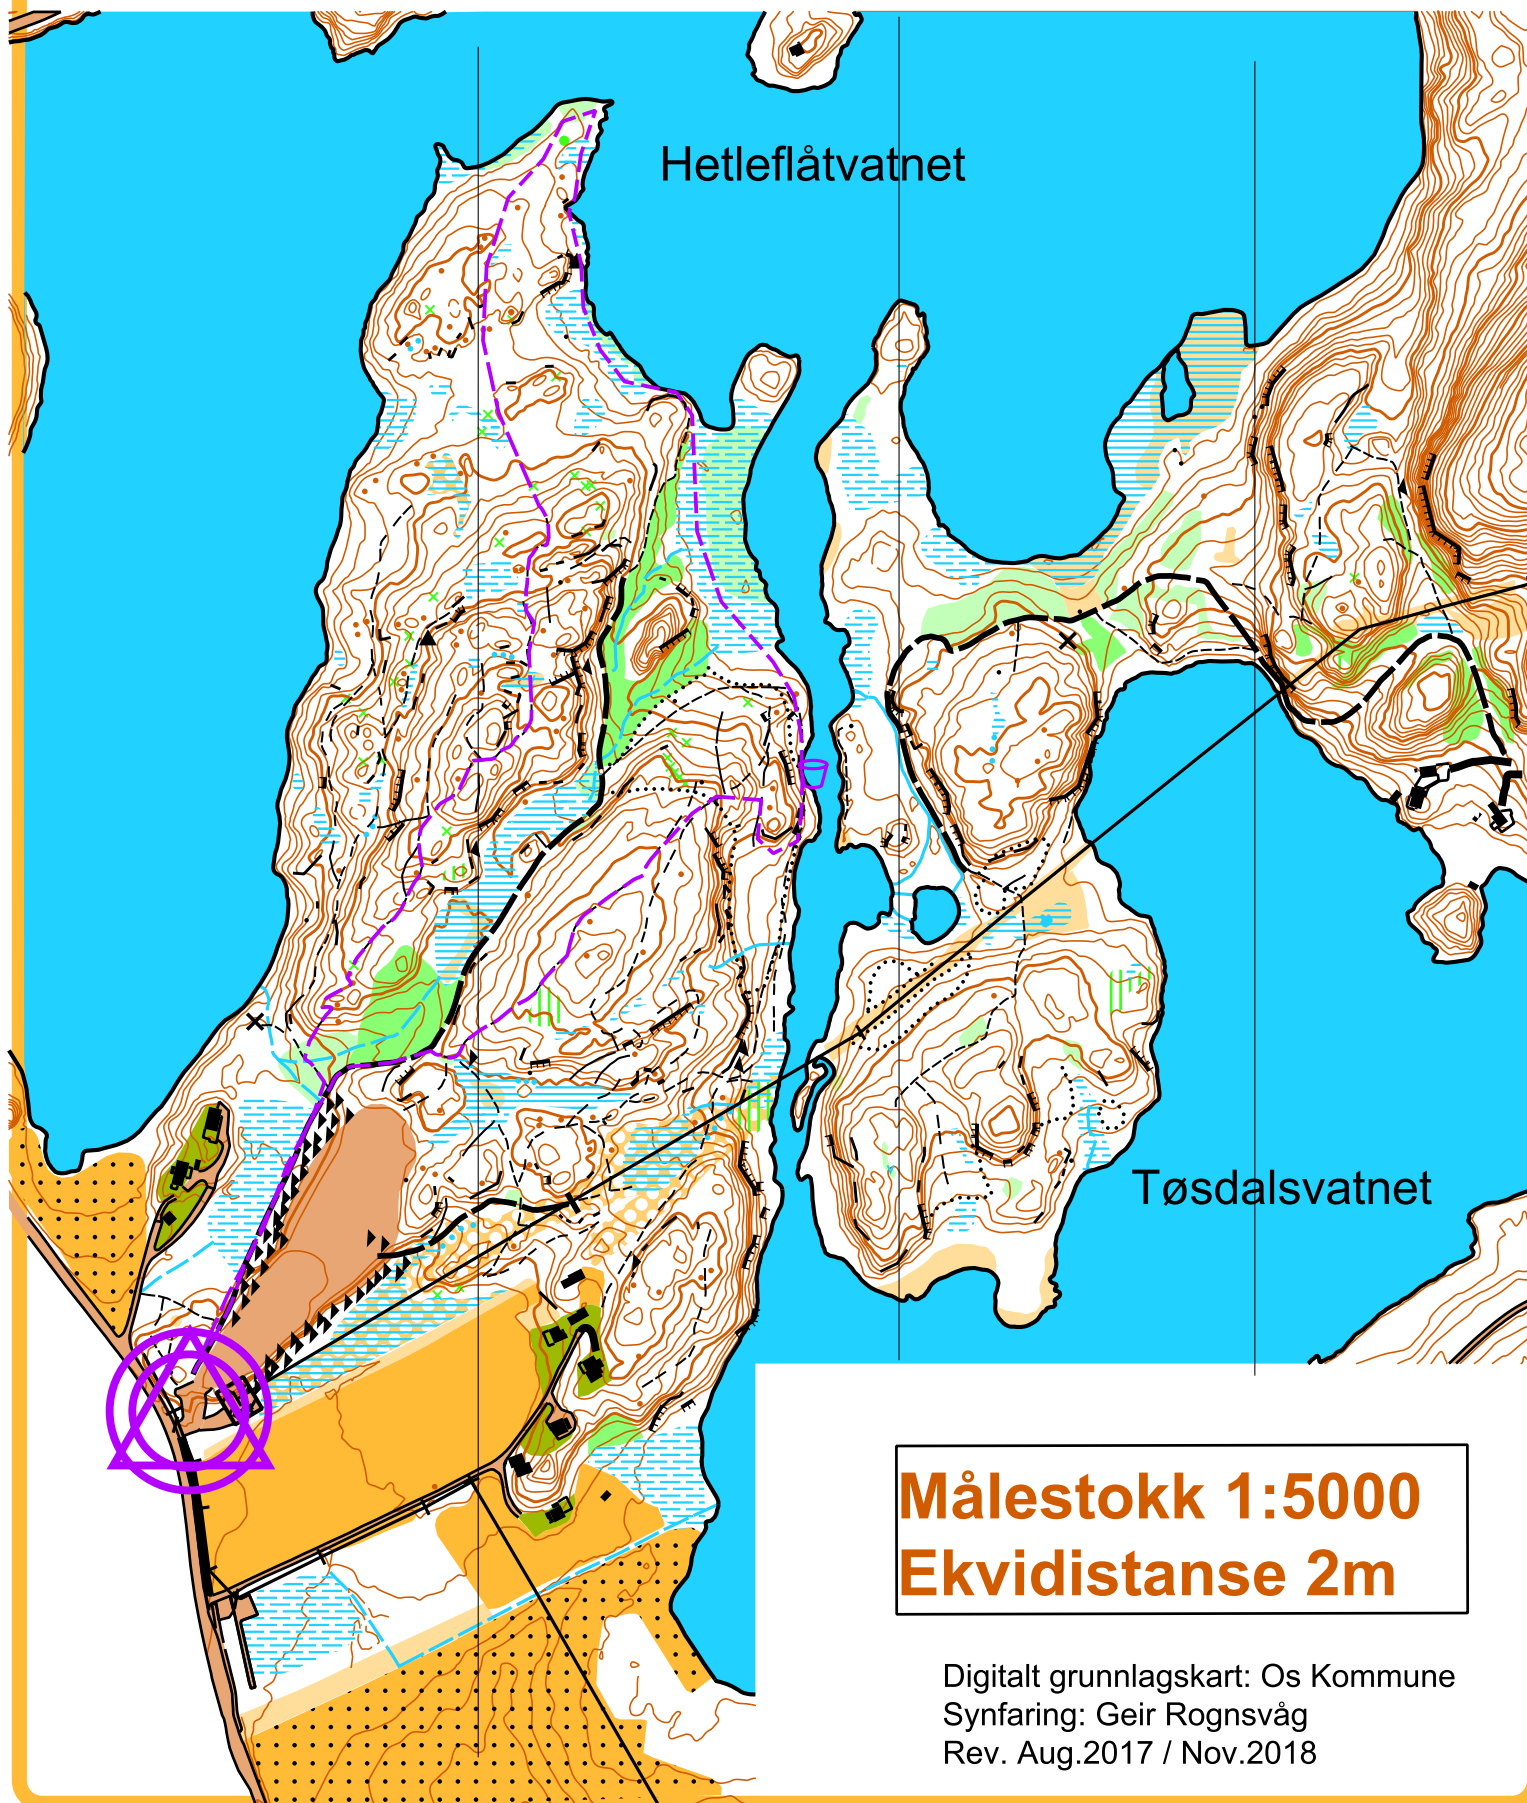 Hetleflåtvatnet
Tøsdalsvatnet
Målestokk 1:5000
Ekvidistanse 2m
Digitalt grunnlagskart: Os Kommune
Synfaring: Geir Rognsvåg
Rev. Aug.2017 / Nov.2018